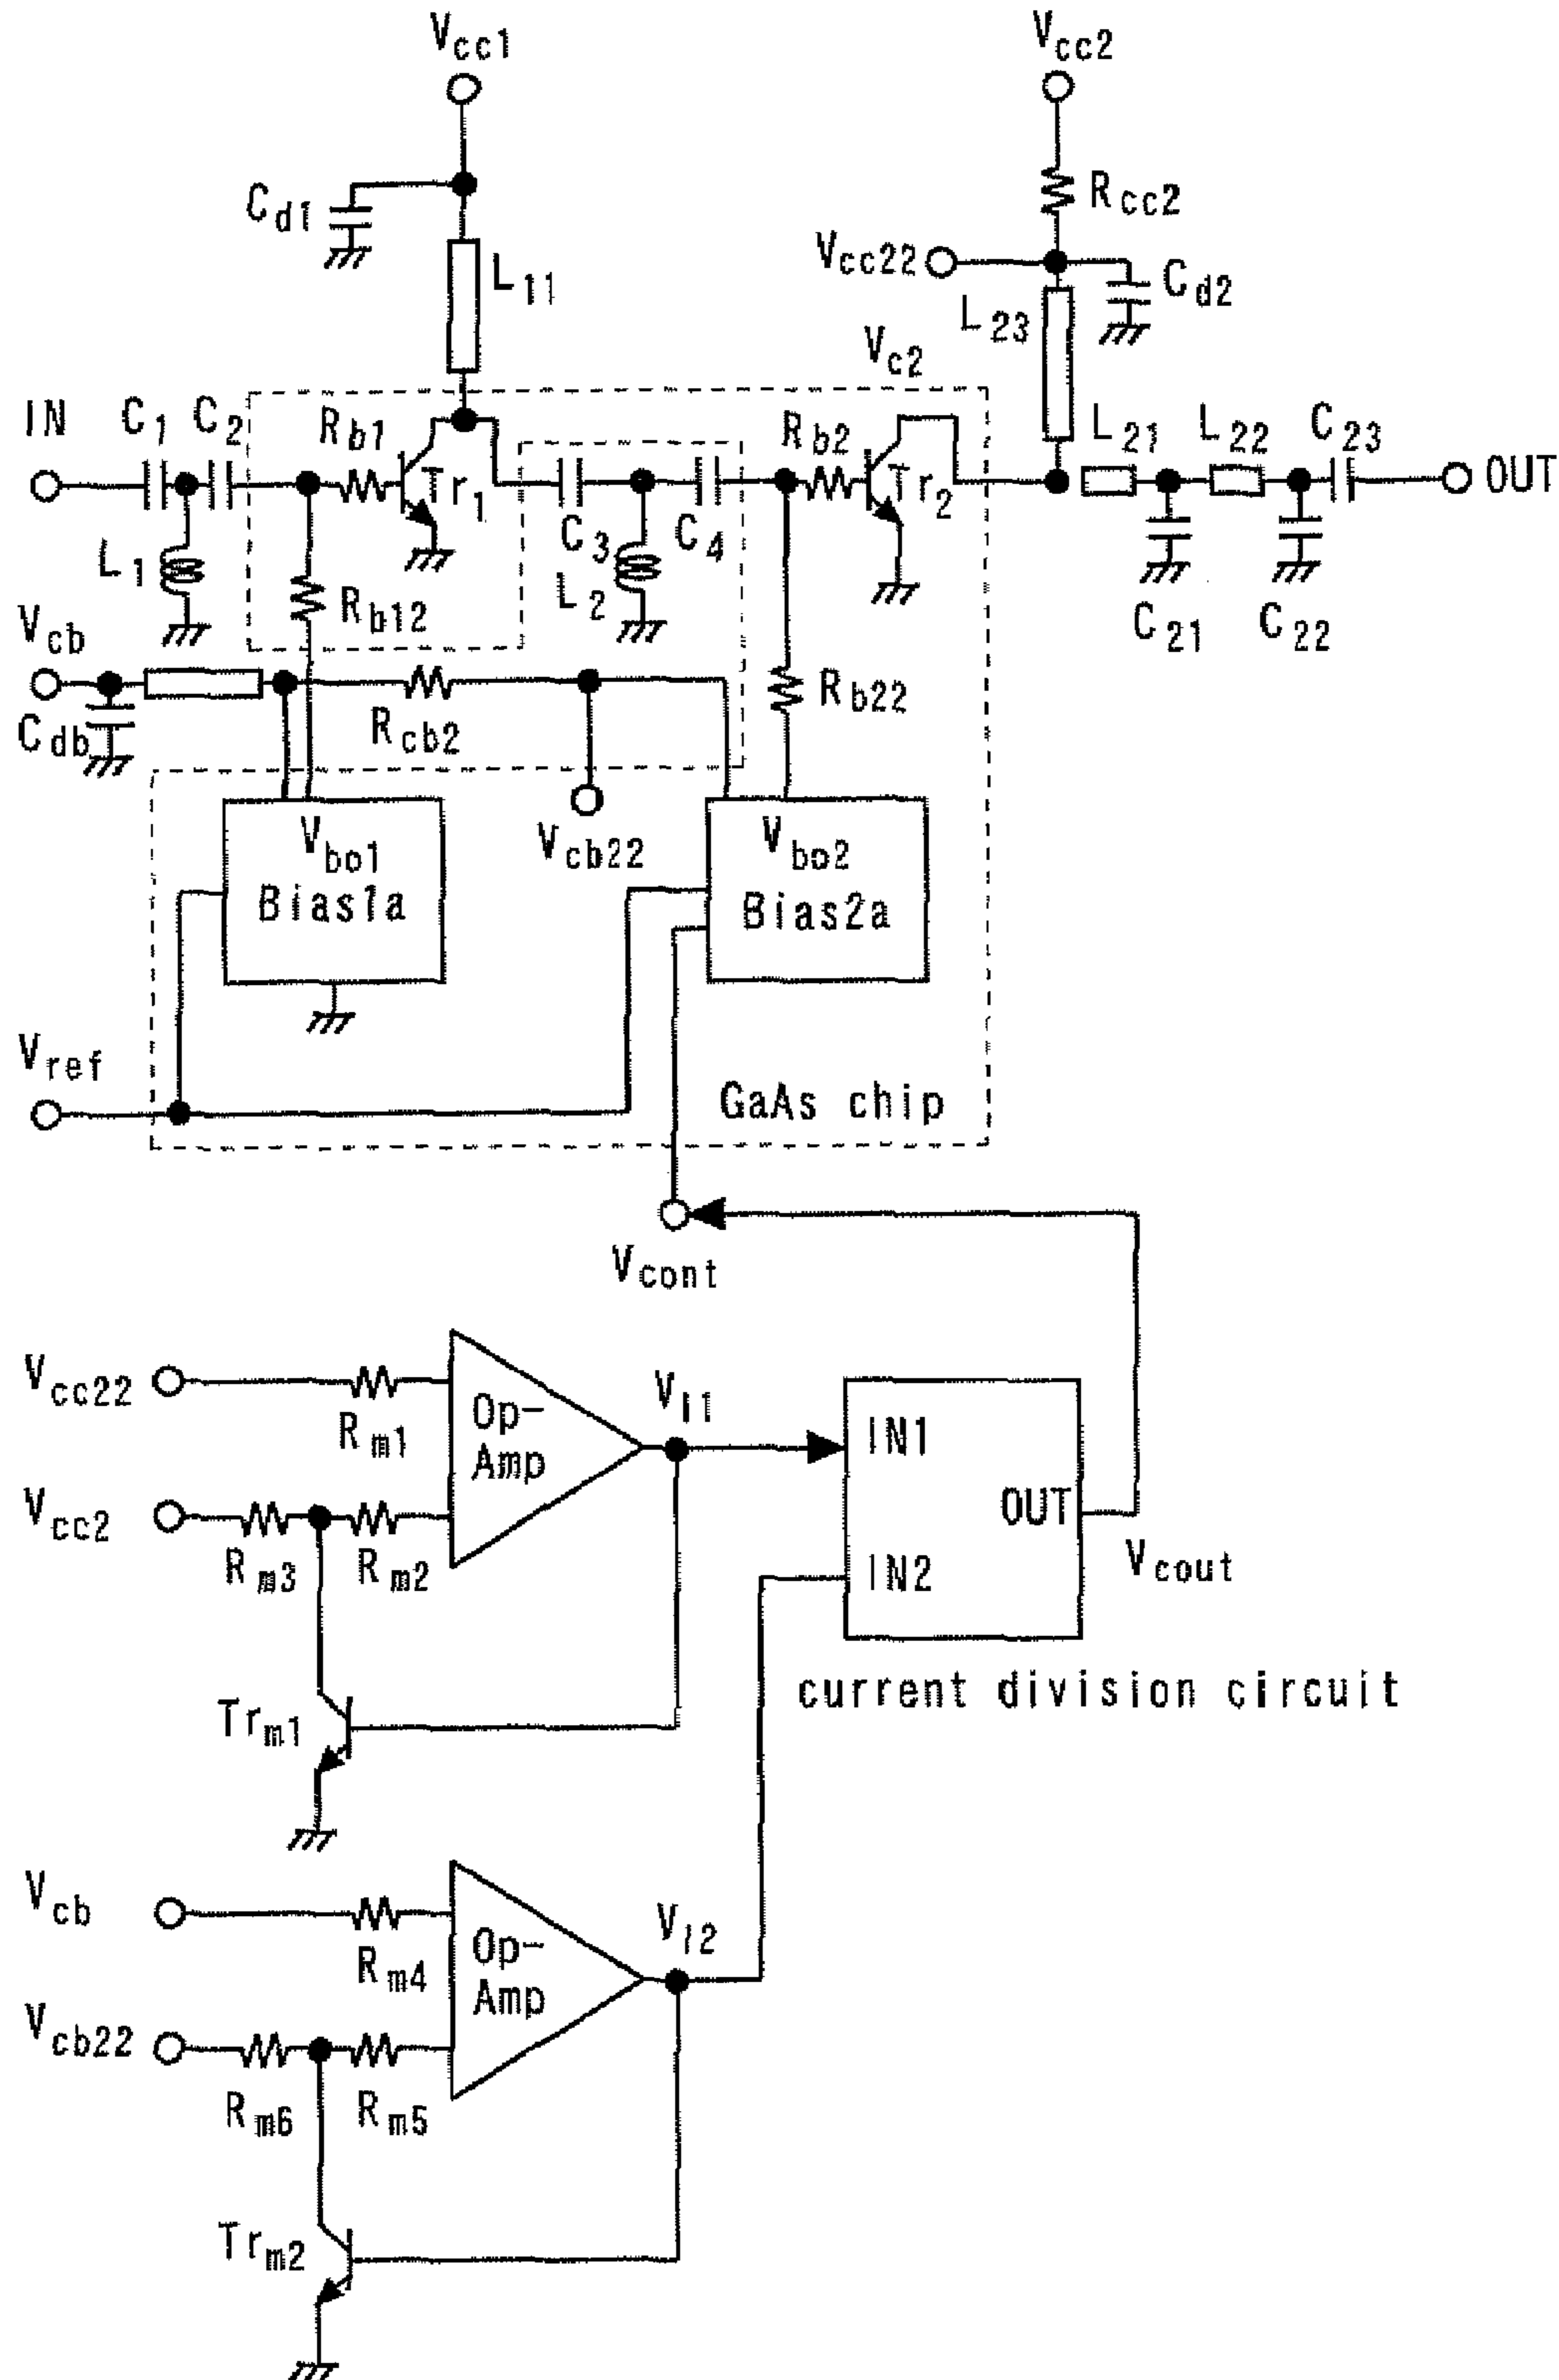 Vcc1
Vcc2
Cd1
Rcc2
Vcc22
Cd2
L11
L23
Vc2
IN
C1
C2
Rb1
Tr1
Rb2
Tr2
L21
L22
C23
OUT
L1
Rb12
C3
C4
L2
C21
C22
Vcb
Cdb
Rcb2
Rb22
Vcb22
Vbo1
Bias1a
Vbo2
Bias2a
Vref
GaAs chip
Vcont
Vcc22
Rm1
Op-
Amp
VI1
IN1
OUT
IN2
Vcc2
Rm3
Rm2
Vcout
current division circuit
Trm1
Vcb
Rm4
Op-
Amp
VI2
Vcb22
Rm6
Rm5
Trm2